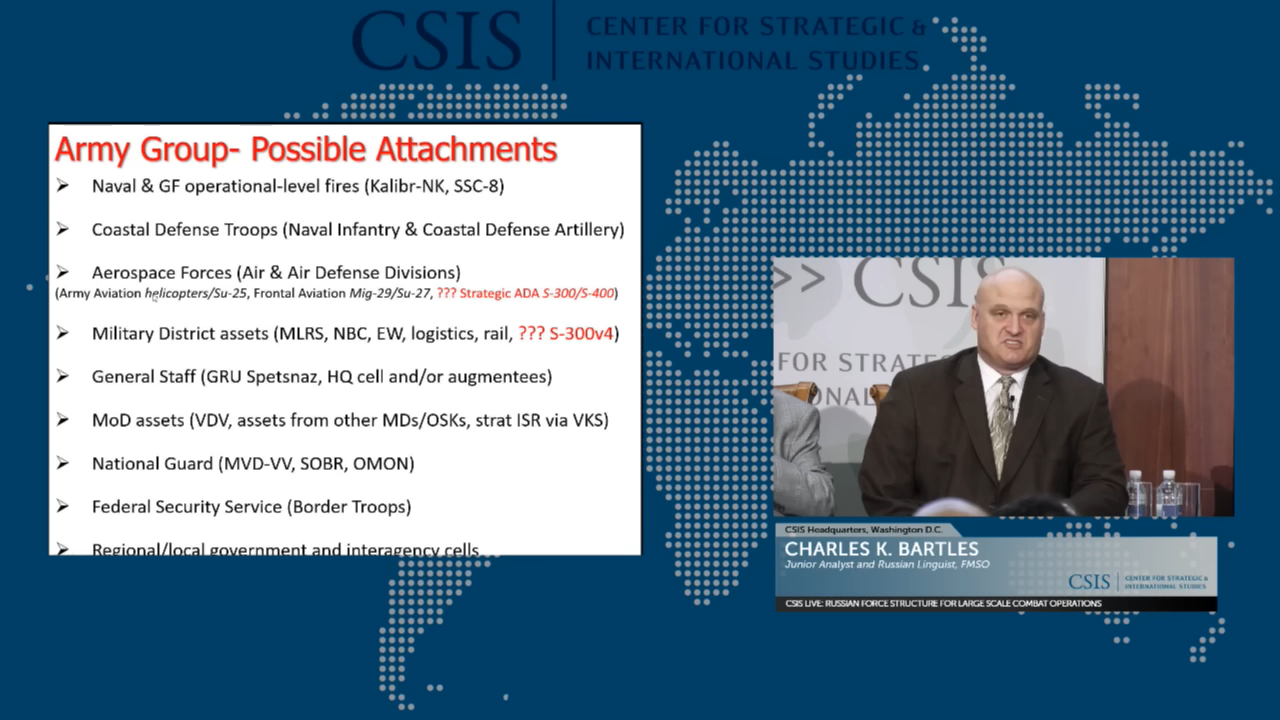 CSIS
CENTER FOR STRATEGIC &
INTERNATIONAL STUDIES
Army Group- Possible Attachments
Naval & GF operational-level fires (Kalibr-NK, SSC-8)
Coastal Defense Troops (Naval Infantry & Coastal Defense Artillery)
Aerospace Forces (Air & Air Defense Divisions)
(Army Aviation helicopters/Su-25, Frontal Aviation Mig-29/Su-27, ??? Strategic ADA S-300/S-400)
Military District assets (MLRS, NBC, EW, logistics, rail, ??? S-300v4)
General Staff (GRU Spetsnaz, HQ cell and/or augmentees)
MoD assets (VDV, assets from other MDs/OSKs, strat ISR via VKS)
National Guard (MVD-VV, SOBR, OMON)
Federal Security Service (Border Troops)
Regional/local government and interagency cells
>> CSIS
FOR STRATEG
IONAL
CSIS Headquarters, Washington D.C.
CHARLES K. BARTLES
Junior Analyst and Russian Linguist, FMSO
CSIS
CENTER FOR STRATEGIC &
INTERNATIONAL STUDIES
CSIS LIVE: RUSSIAN FORCE STRUCTURE FOR LARGE SCALE COMBAT OPERATIONS